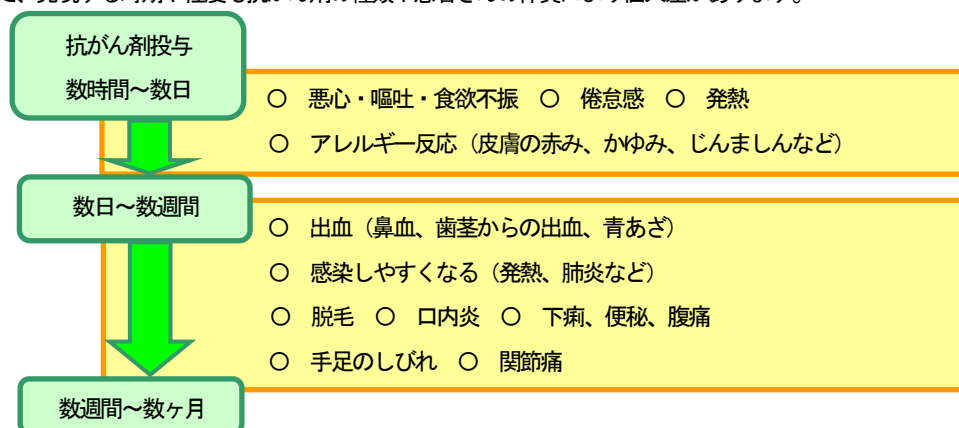 抗がん剤投与
数時間～数日
○　悪心・嘔吐・食欲不振　○　倦怠感　○　発熱
○　アレルギー反応（皮膚の赤み、かゆみ、じんましんなど）
数日～数週間
○　出血（鼻血、歯茎からの出血、青あざ）
○　感染しやすくなる（発熱、肺炎など）
○　脱毛　○　口内炎　○　下痢、便秘、腹痛
○　手足のしびれ　○　関節痛
数週間～数ヶ月